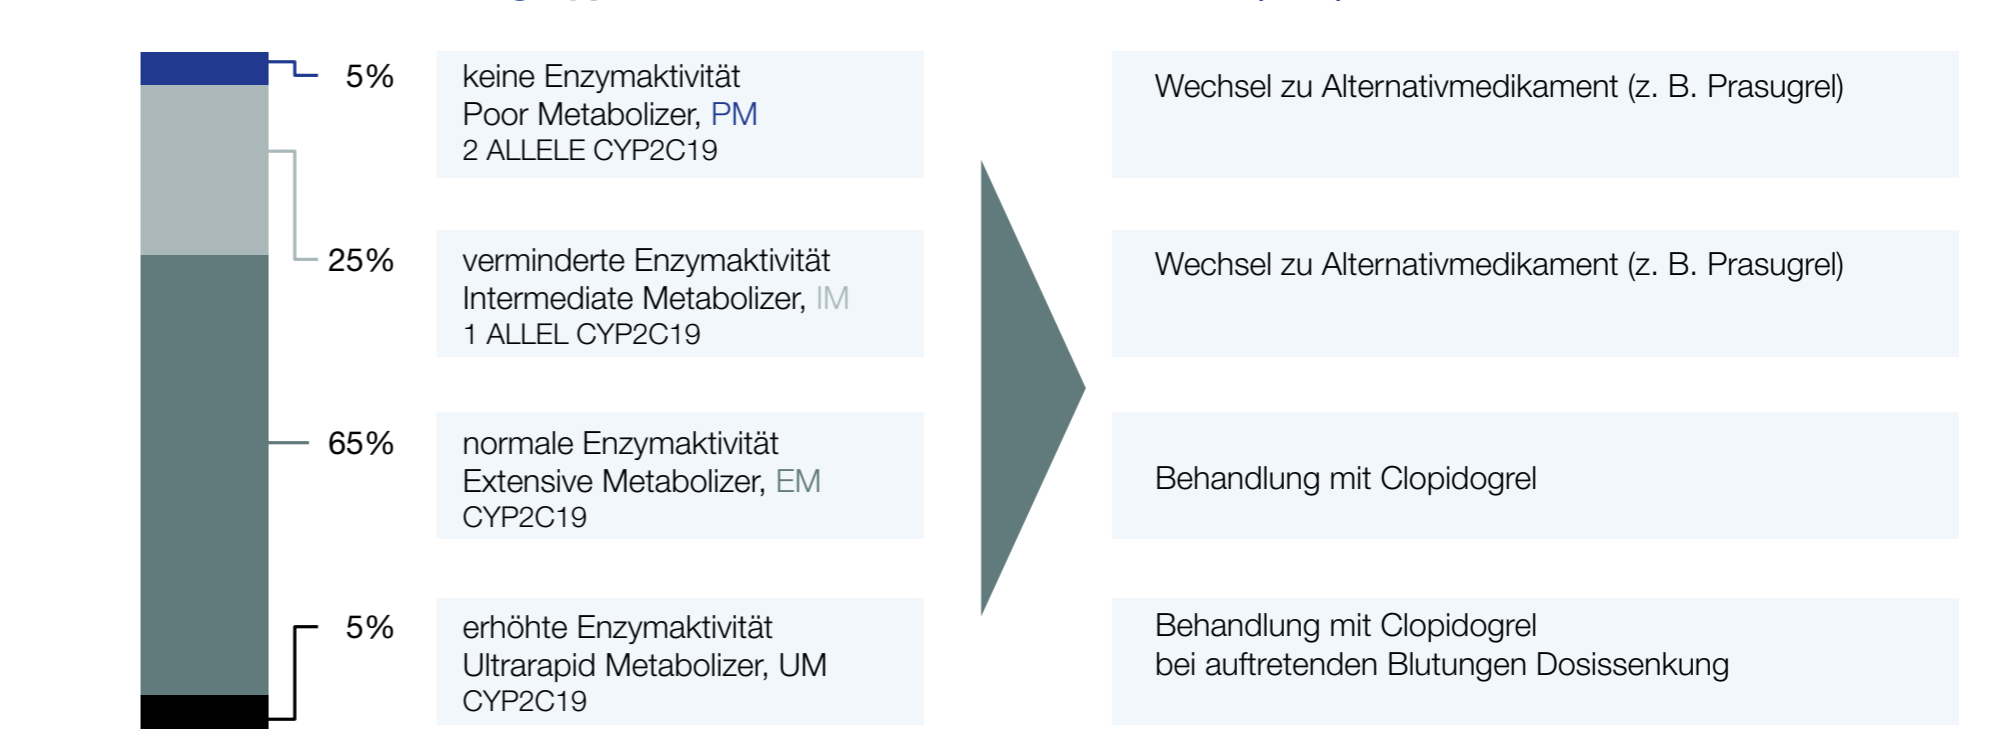 5%
keine Enzymaktivität
Poor Metabolizer, PM
2 ALLELE CYP2C19
Wechsel zu Alternativmedikament (z. B. Prasugrel)
25%
verminderte Enzymaktivität
Intermediate Metabolizer, IM
1 ALLEL CYP2C19
Wechsel zu Alternativmedikament (z. B. Prasugrel)
65%
normale Enzymaktivität
Extensive Metabolizer, EM
CYP2C19
Behandlung mit Clopidogrel
5%
erhöhte Enzymaktivität
Ultrarapid Metabolizer, UM
CYP2C19
Behandlung mit Clopidogrel
bei auftretenden Blutungen Dosissenkung